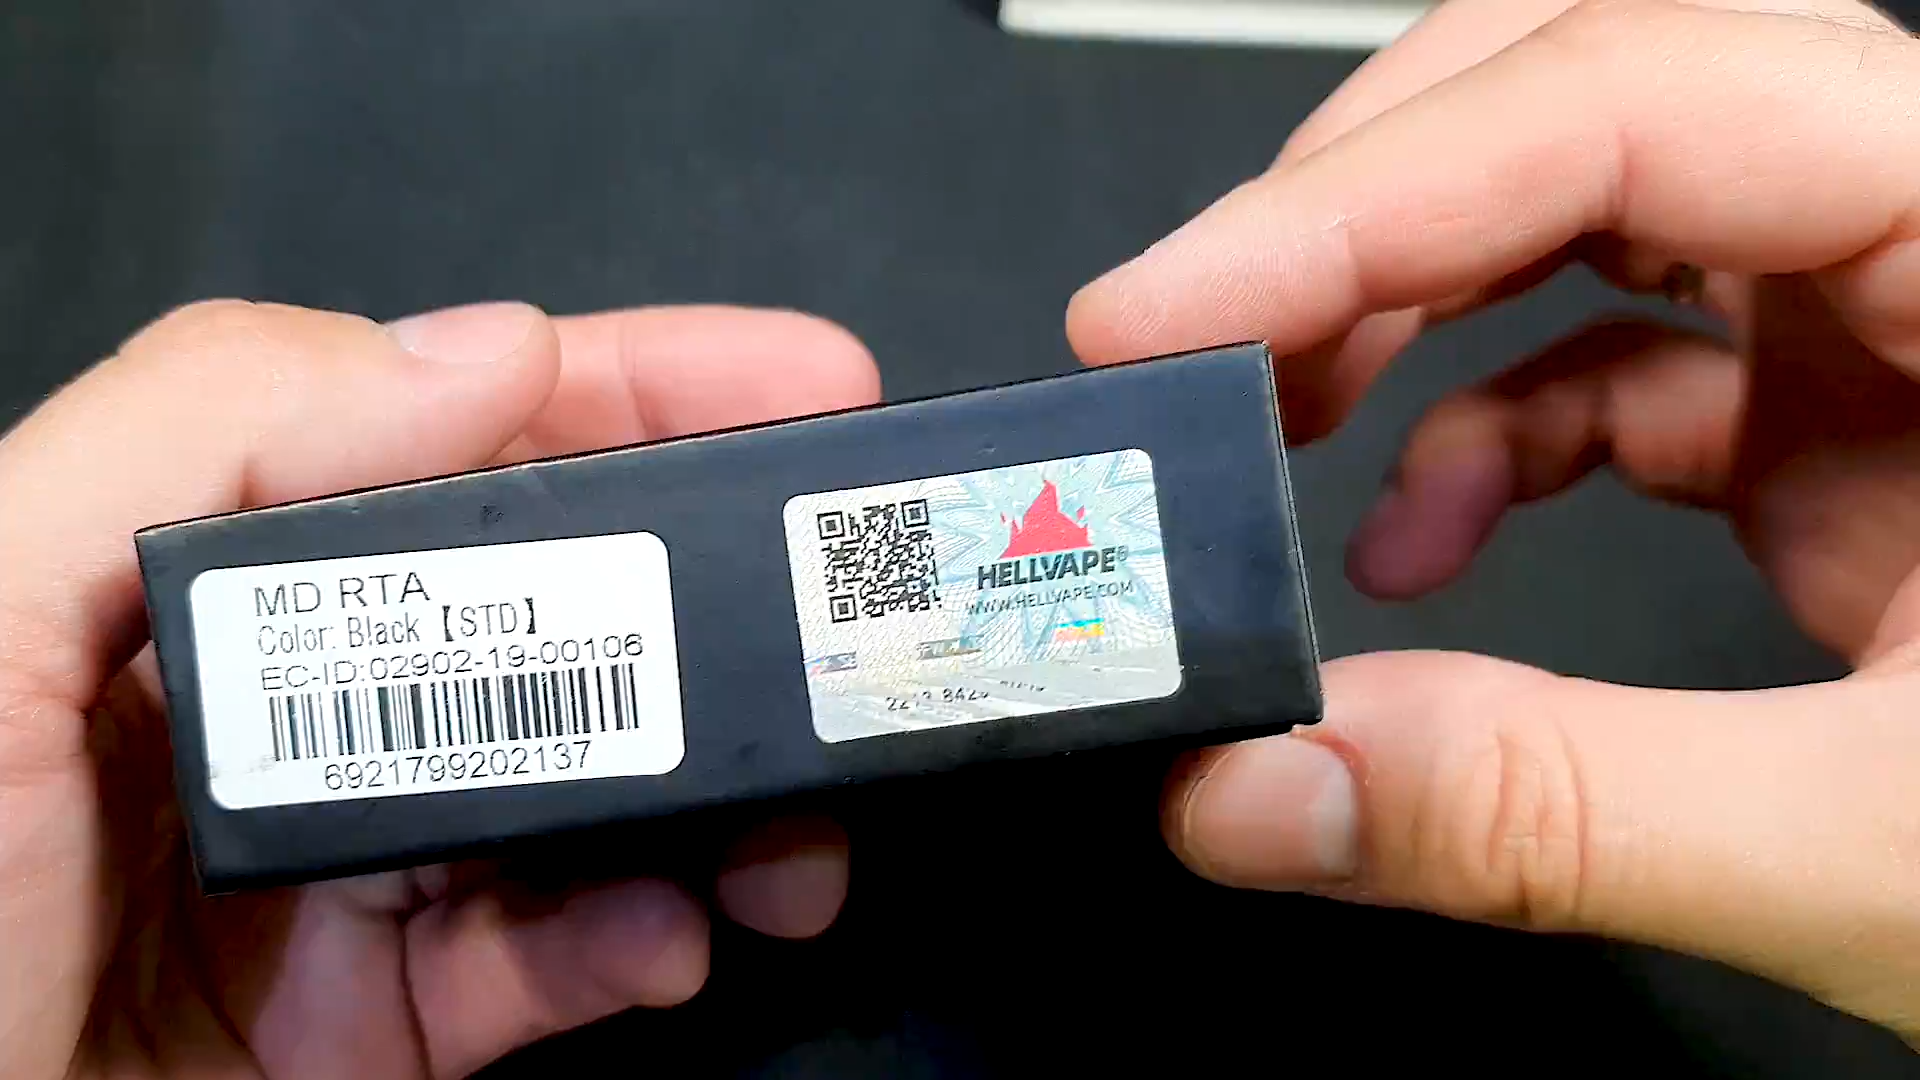 MD RTA
Color: Black【STD】
EC-ID:02902-19-00106
6921799202137
HELLVAPE®
WWW.HELLVAPE.COM